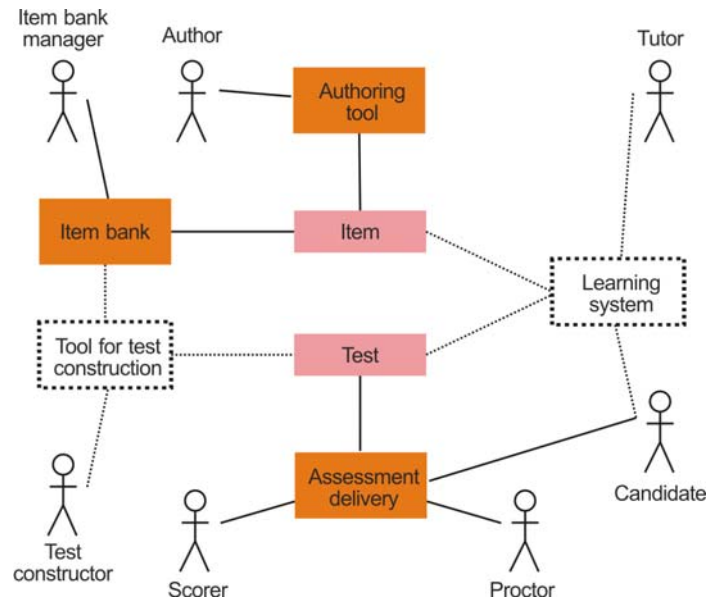 Item bank
manager
Author
Tutor
Authoring
tool
Item bank
Item
Learning
system
Tool for test
construction
Test
Assessment
delivery
Candidate
Test
constructor
Scorer
Proctor